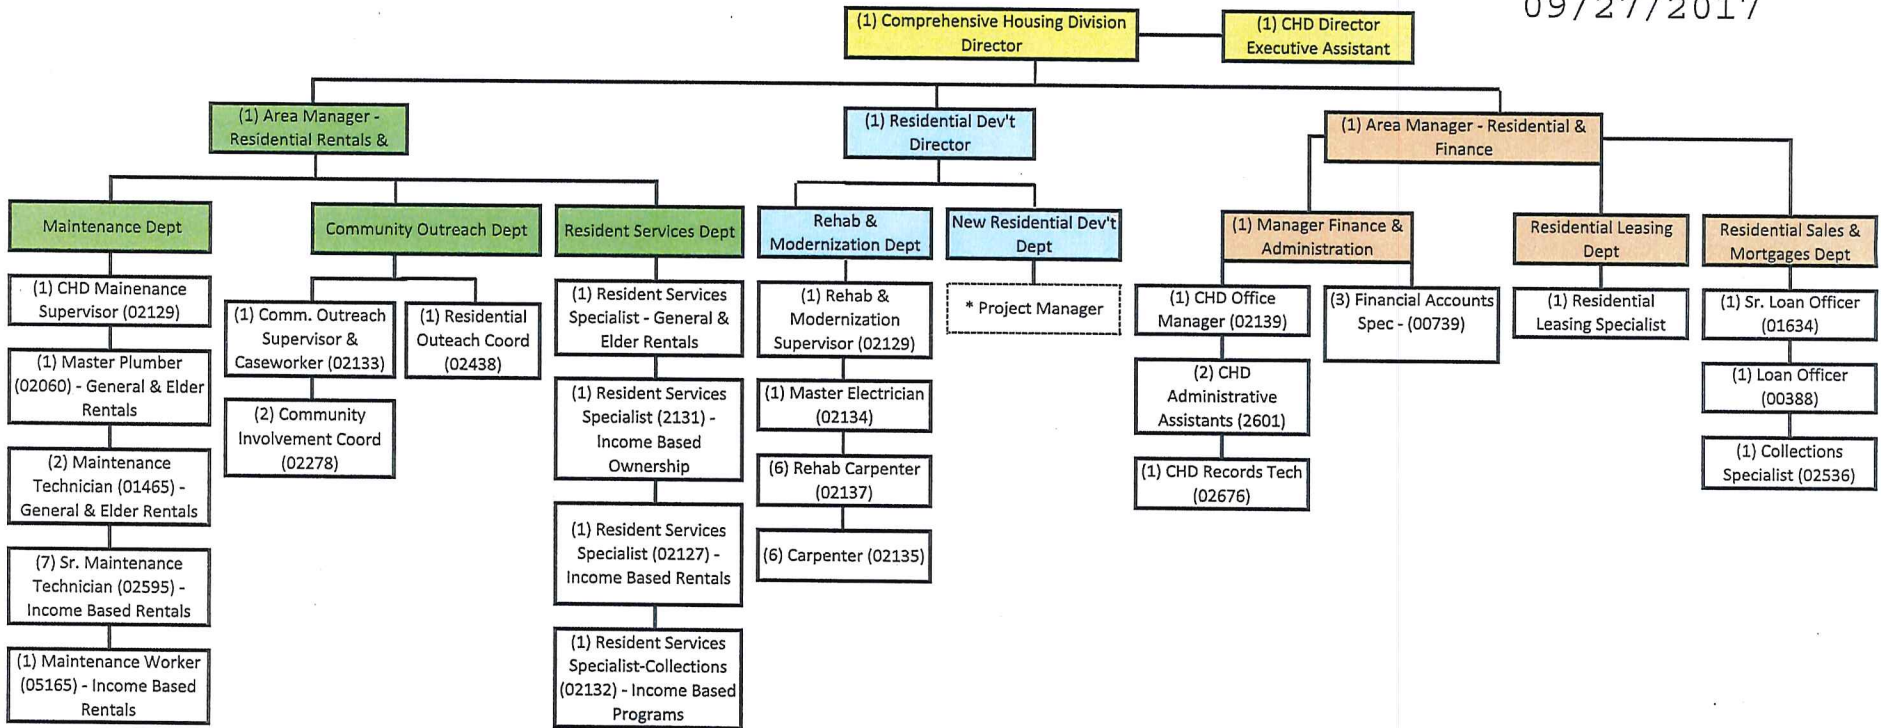 09/27/2017
(1) Comprehensive Housing Division
Director
(1) CHD Director
Executive Assistant
(1) Area Manager -
Residential Rentals &
(1) Residential Dev't
Director
(1) Area Manager - Residential &
Finance
Maintenance Dept
Community Outreach Dept
Resident Services Dept
Rehab &
Modernization Dept
New Residential Dev't
Dept
(1) Manager Finance &
Administration
Residential Leasing
Dept
Residential Sales &
Mortgages Dept
(1) CHD Mainenance
Supervisor (02129)
(1) Master Plumber
(02060) - General & Elder
Rentals
(2) Maintenance
Technician (01465) -
General & Elder Rentals
(7) Sr. Maintenance
Technician (02595) -
Income Based Rentals
(1) Maintenance Worker
(05165) - Income Based
Rentals
(1) Comm. Outreach
Supervisor &
Caseworker (02133)
(2) Community
Involvement Coord
(02278)
(1) Residential
Outeach Coord
(02438)
(1) Resident Services
Specialist - General &
Elder Rentals
(1) Resident Services
Specialist (2131) -
Income Based
Ownership
(1) Resident Services
Specialist (02127) -
Income Based Rentals
(1) Resident Services
Specialist-Collections
(02132) - Income Based
Programs
(1) Rehab &
Modernization
Supervisor (02129)
(1) Master Electrician
(02134)
(6) Rehab Carpenter
(02137)
(6) Carpenter (02135)
* Project Manager
(1) CHD Office
Manager (02139)
(2) CHD
Administrative
Assistants (2601)
(1) CHD Records Tech
(02676)
(3) Financial Accounts
Spec - (00739)
(1) Residential
Leasing Specialist
(1) Sr. Loan Officer
(01634)
(1) Loan Officer
(00388)
(1) Collections
Specialist (02536)